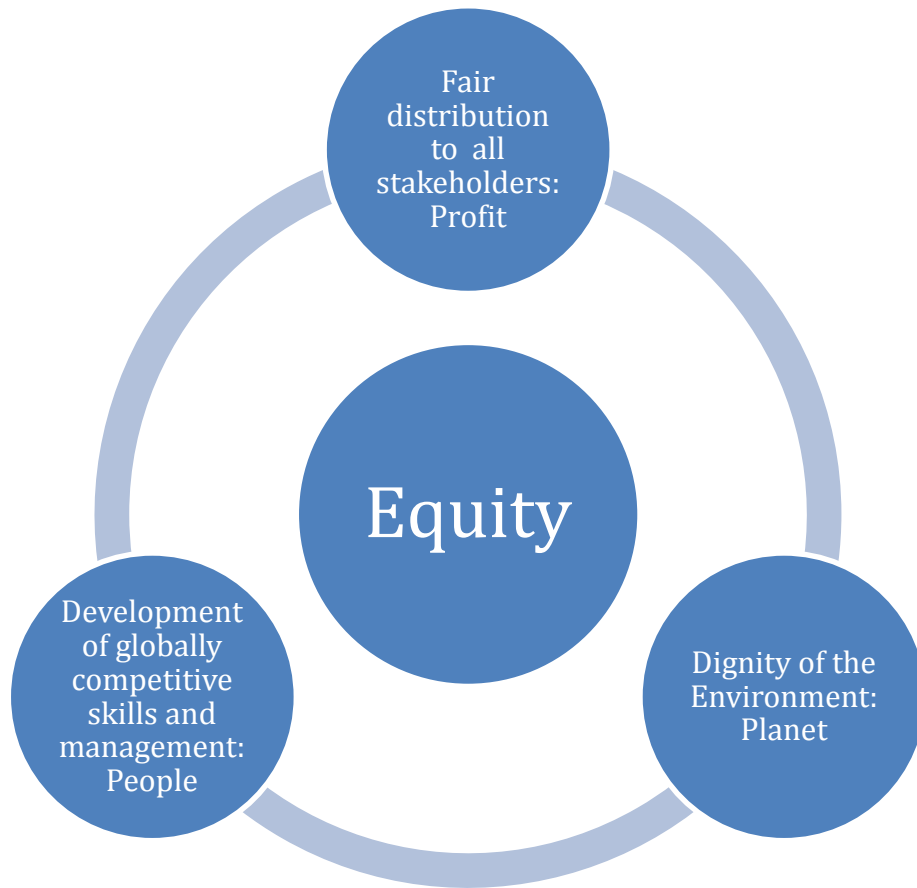 Fair
distribution
to  all
stakeholders:
Profit
Equity
Development
of globally
competitive
skills and
management:
People
Dignity of the
Environment:
Planet